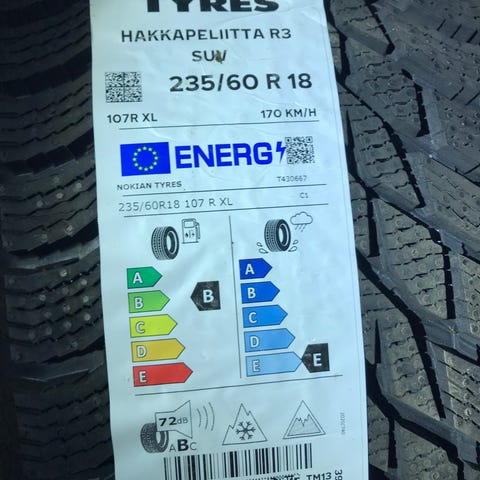 TYRES
HAKKAPELIITTA R3
SUV
235/60 R 18
107R XL 170 KM/H
ENERG
NOKIAN TYRES T430667
235/60R18 107 R XL C1
A A
B B B
C C
D D
E E E
72dB
ABC
TM13